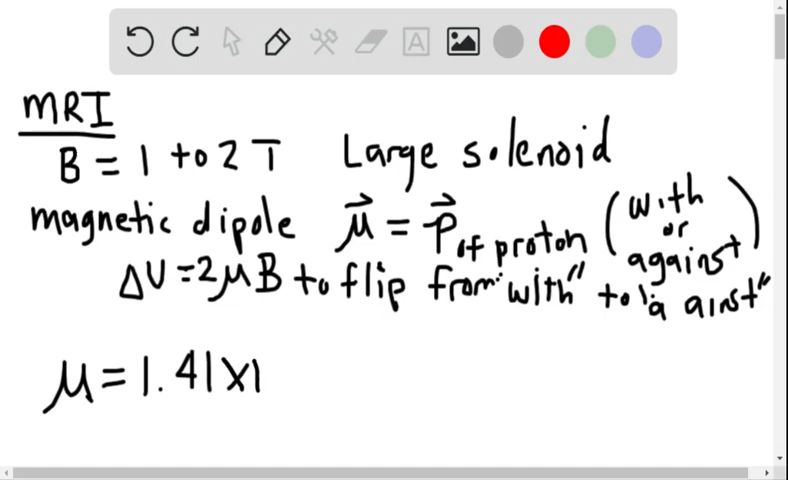 MRI
B = 1 to 2 T Large solenoid
magnetic dipole μ⃗ = p⃗ of proton (with or against)
ΔU = 2μB to flip from "with" to "a ainst"
μ = 1.41 x 1
A